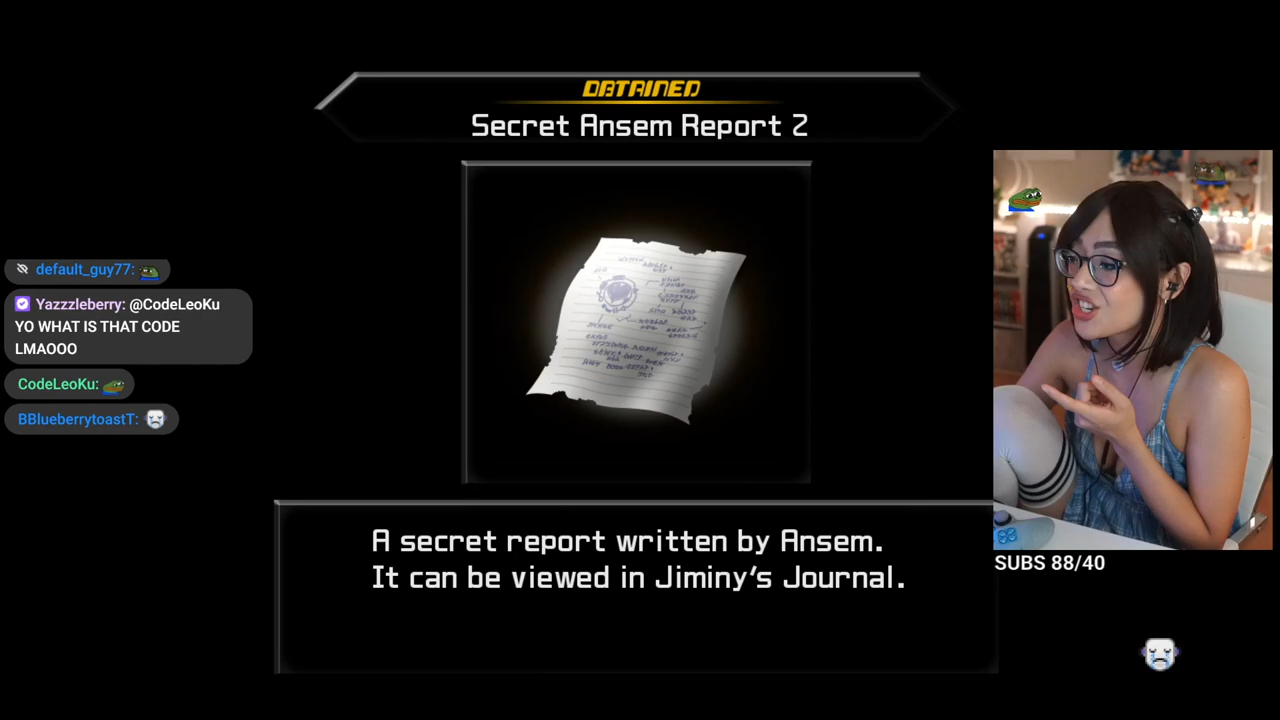 OBTAINED
Secret Ansem Report 2
default_guy77:
Yazzzleberry: @CodeLeoKu
YO WHAT IS THAT CODE
LMAOOO
CodeLeoKu:
BBlueberrytoastT:
A secret report written by Ansem.
It can be viewed in Jiminy's Journal.
SUBS 88/40